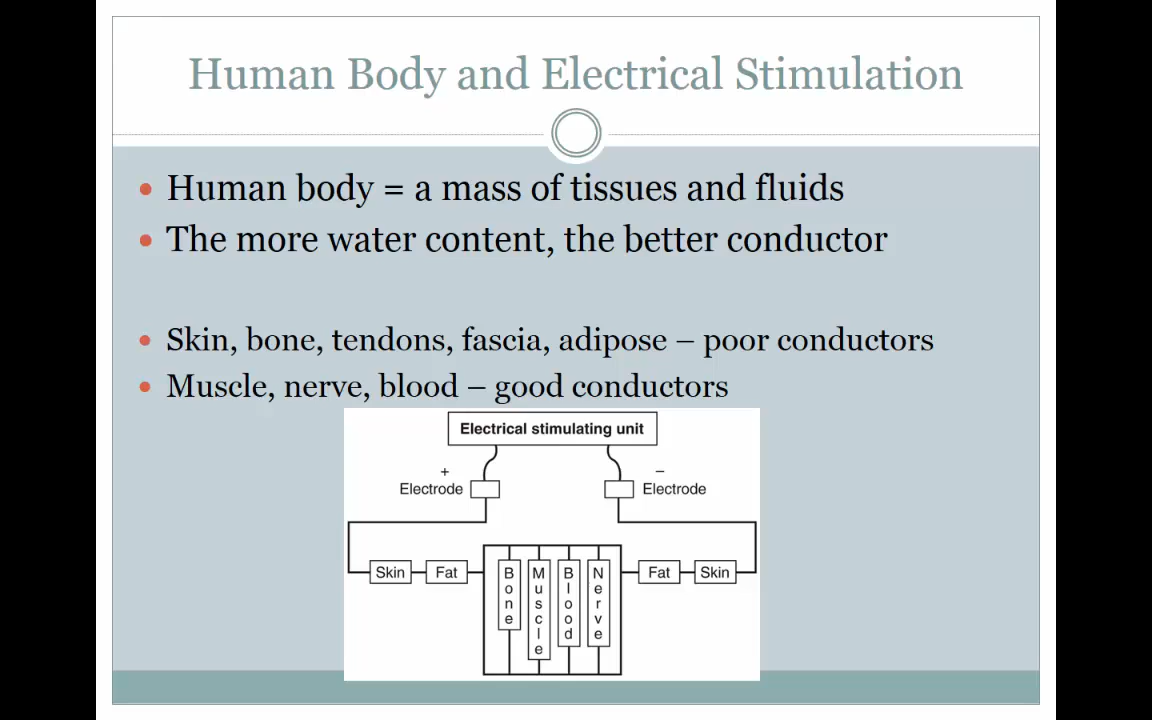 Human Body and Electrical Stimulation
• Human body = a mass of tissues and fluids
• The more water content, the better conductor
• Skin, bone, tendons, fascia, adipose – poor conductors
• Muscle, nerve, blood – good conductors
Electrical stimulating unit
+
Electrode
–
Electrode
Skin
Fat
Bone
Muscle
Blood
Nerve
Fat
Skin